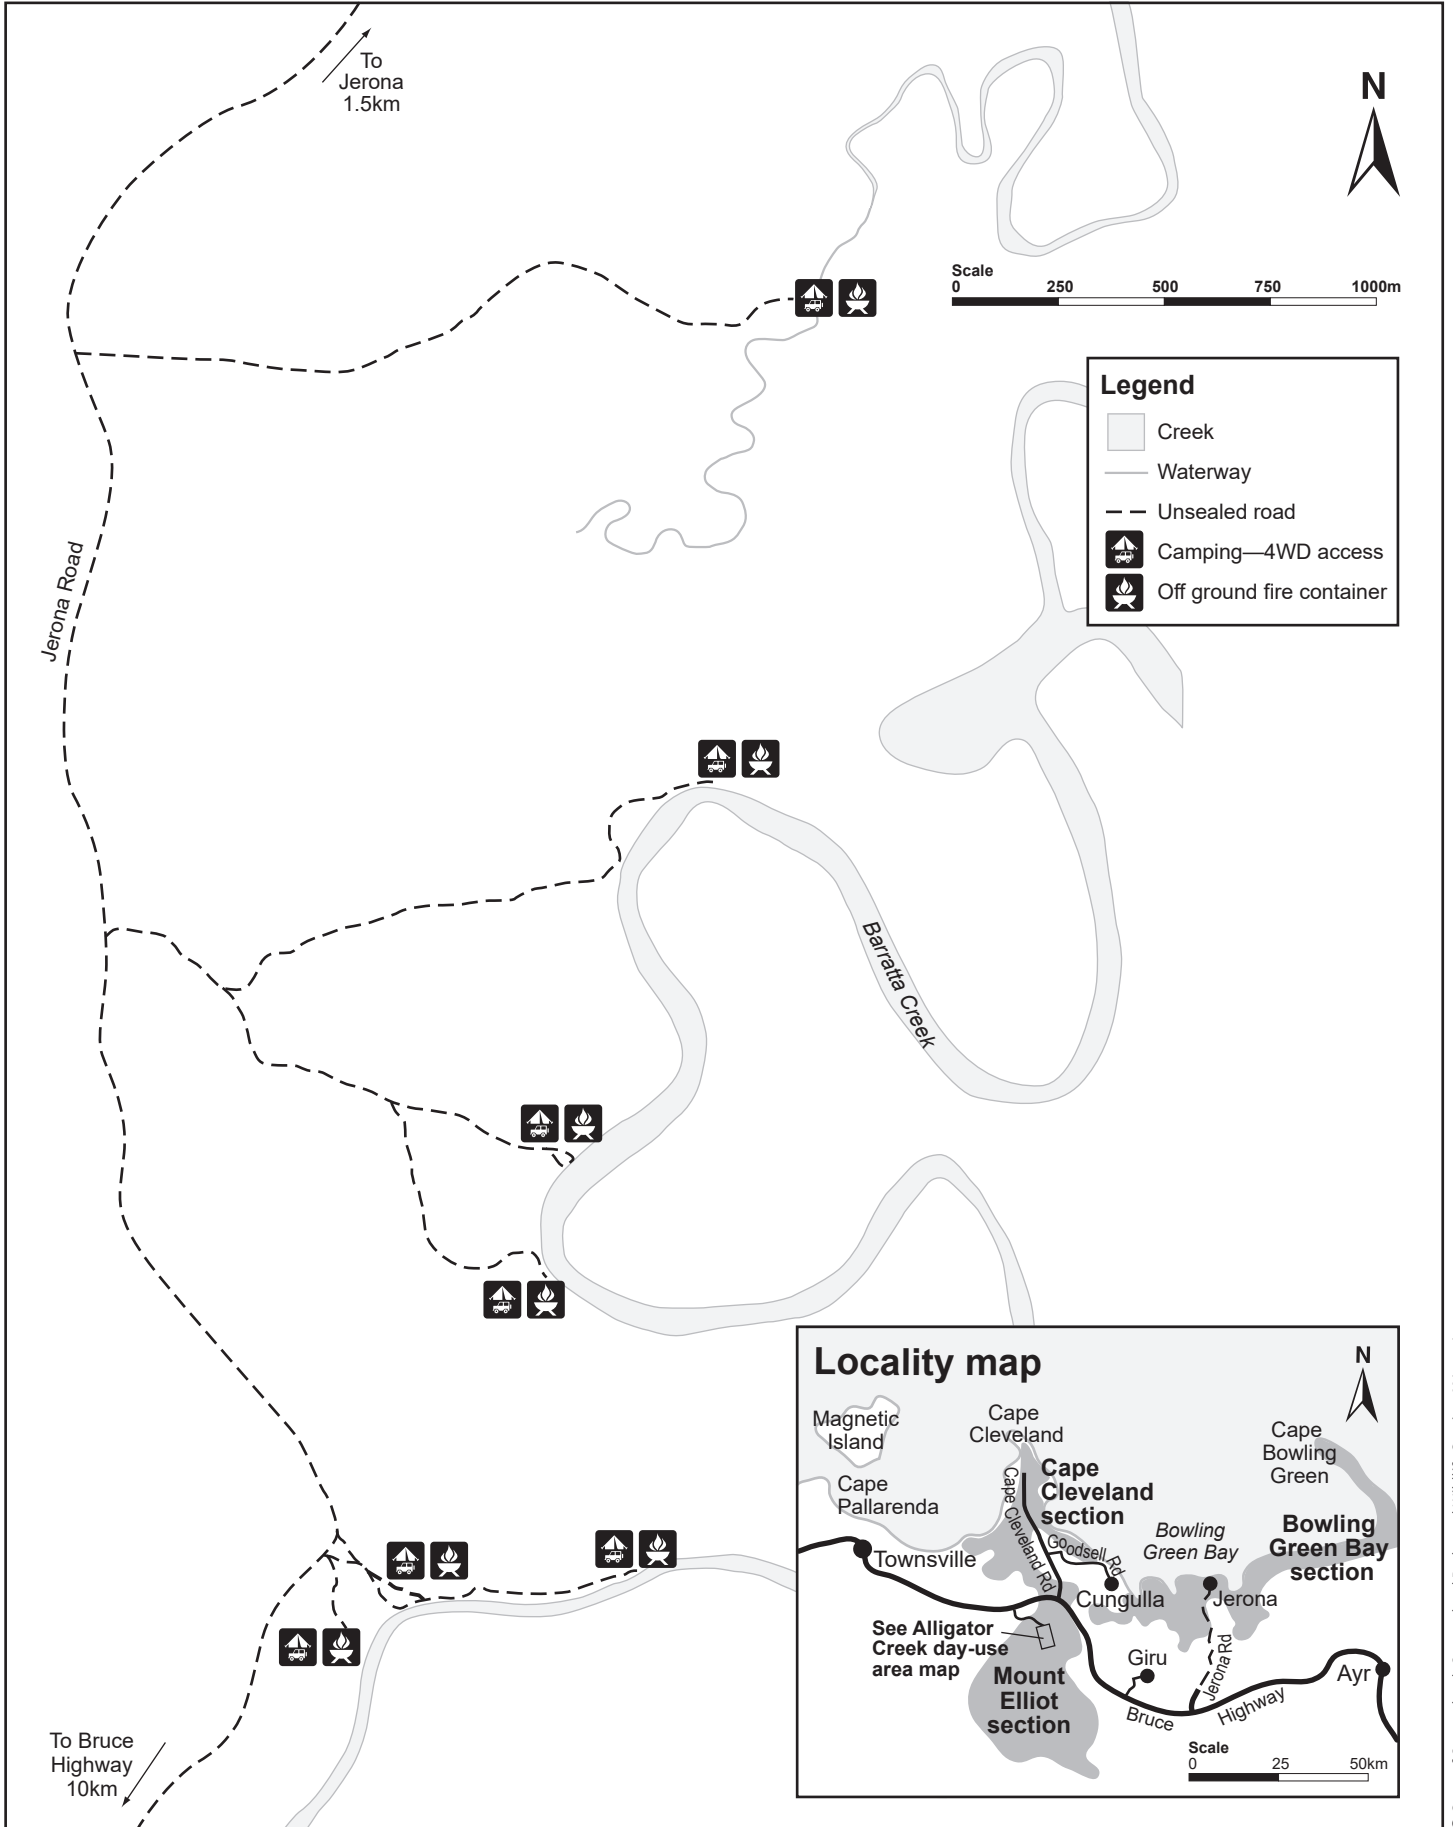 To
Jerona
1.5km
N
Scale
0 250 500 750 1000m
Legend
Creek
Waterway
Unsealed road
Camping—4WD access
Off ground fire container
Jerona Road
Barratta Creek
To Bruce
Highway
10km
Locality map
N
Magnetic
Island
Cape
Cleveland
Cape
Bowling
Green
Cape
Pallarenda
Cape
Cleveland
section
Cape Cleveland Rd
Goodsell Rd
Bowling
Green Bay
Bowling
Green Bay
section
Townsville
Cungulla
Jerona
See Alligator
Creek day-use
area map
Mount
Elliot
section
Giru
Jerona Rd
Ayr
Bruce
Highway
Scale
0 25 50km